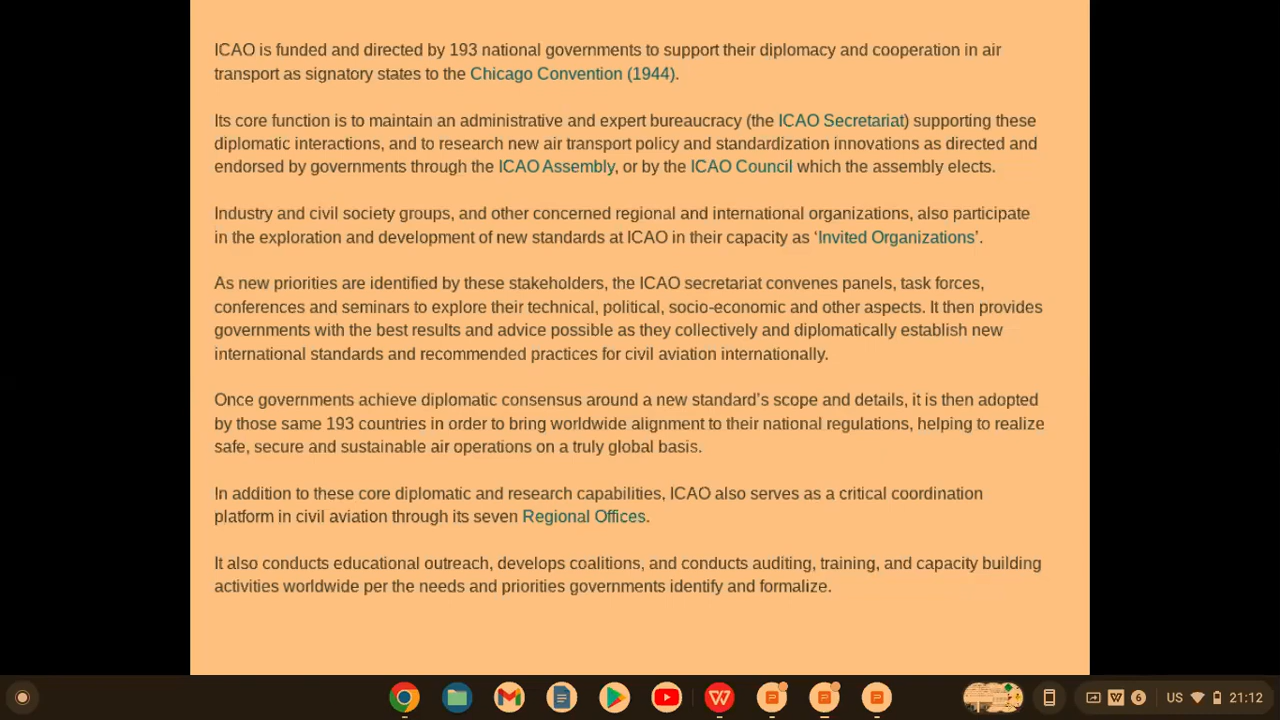 ICAO is funded and directed by 193 national governments to support their diplomacy and cooperation in air
transport as signatory states to the Chicago Convention (1944).
Its core function is to maintain an administrative and expert bureaucracy (the ICAO Secretariat) supporting these
diplomatic interactions, and to research new air transport policy and standardization innovations as directed and
endorsed by governments through the ICAO Assembly, or by the ICAO Council which the assembly elects.
Industry and civil society groups, and other concerned regional and international organizations, also participate
in the exploration and development of new standards at ICAO in their capacity as ‘Invited Organizations’.
As new priorities are identified by these stakeholders, the ICAO secretariat convenes panels, task forces,
conferences and seminars to explore their technical, political, socio-economic and other aspects. It then provides
governments with the best results and advice possible as they collectively and diplomatically establish new
international standards and recommended practices for civil aviation internationally.
Once governments achieve diplomatic consensus around a new standard’s scope and details, it is then adopted
by those same 193 countries in order to bring worldwide alignment to their national regulations, helping to realize
safe, secure and sustainable air operations on a truly global basis.
In addition to these core diplomatic and research capabilities, ICAO also serves as a critical coordination
platform in civil aviation through its seven Regional Offices.
It also conducts educational outreach, develops coalitions, and conducts auditing, training, and capacity building
activities worldwide per the needs and priorities governments identify and formalize.
6 US 21:12